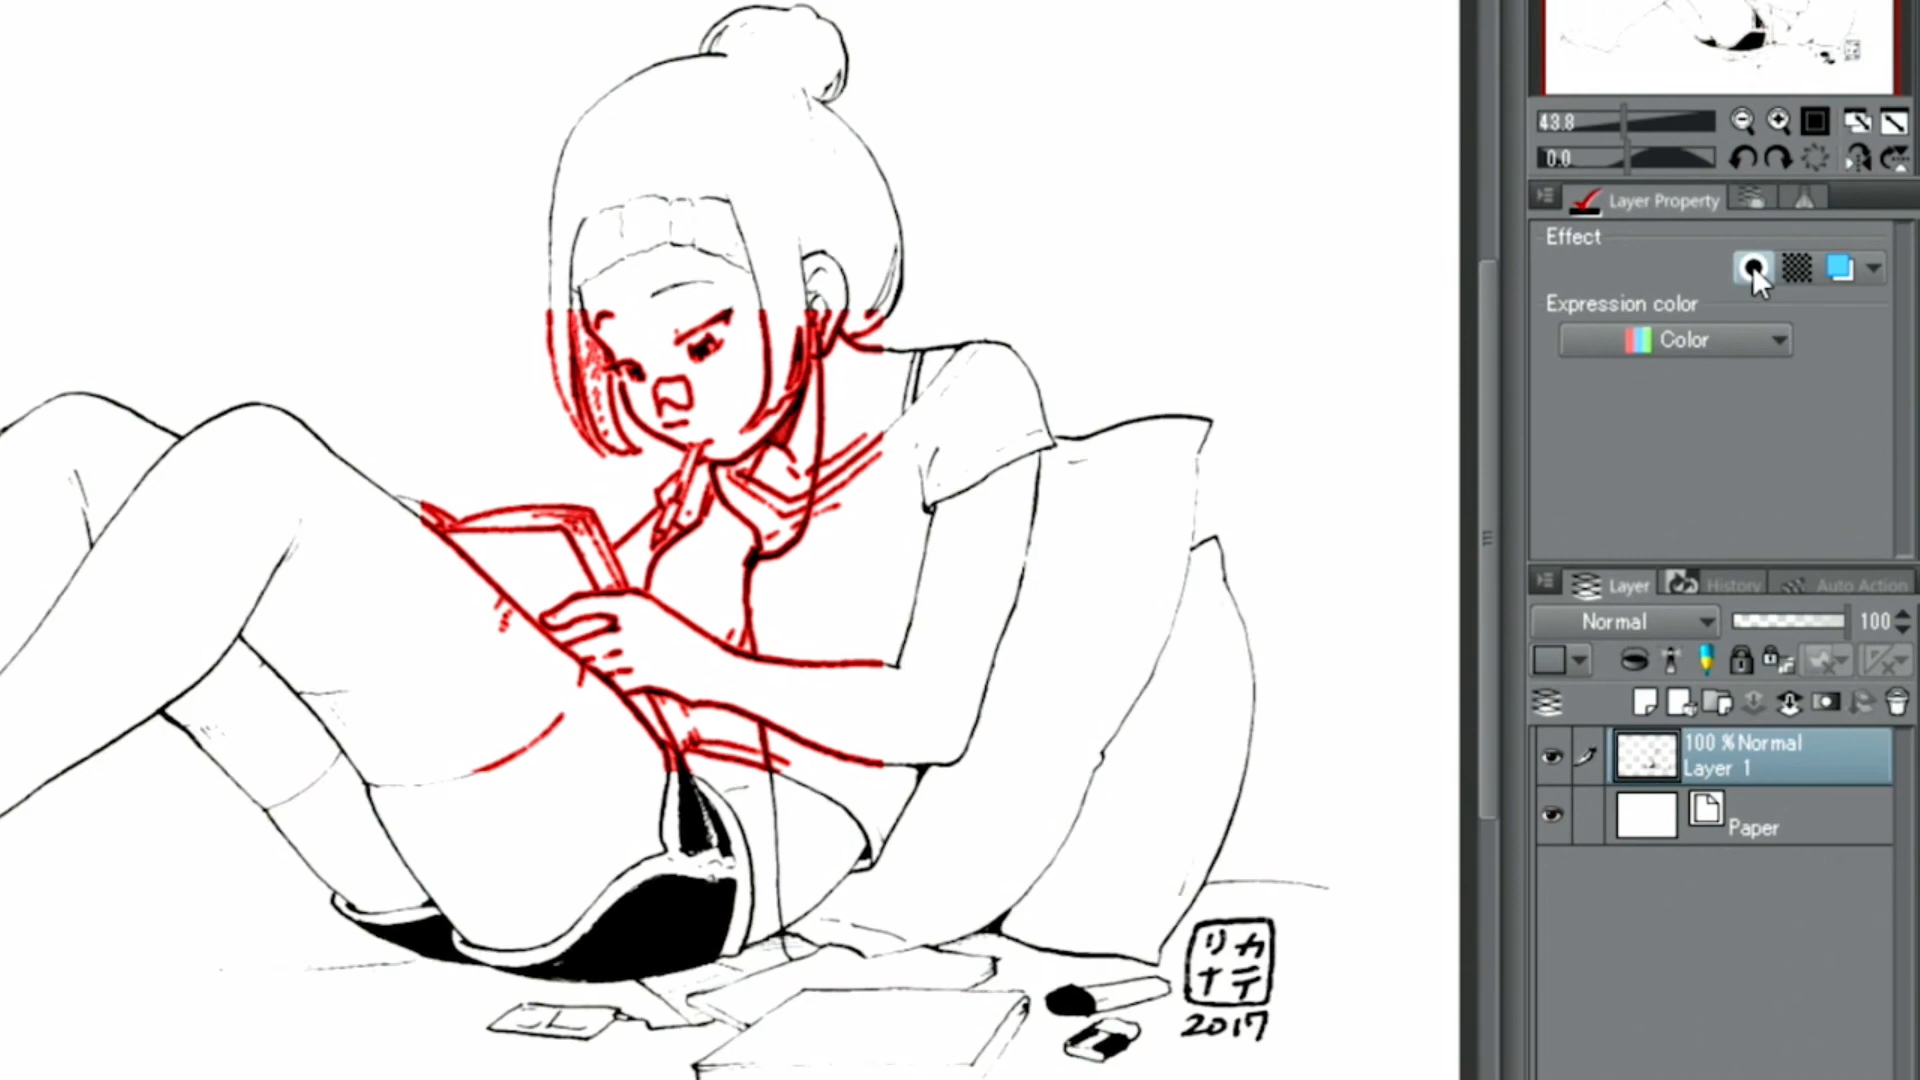 43.8
0.0
Layer Property
Effect
Expression color
Color
Layer
History
Auto Action
Normal
100
100 %Normal
Layer 1
Paper
リカ
ナデ
2017